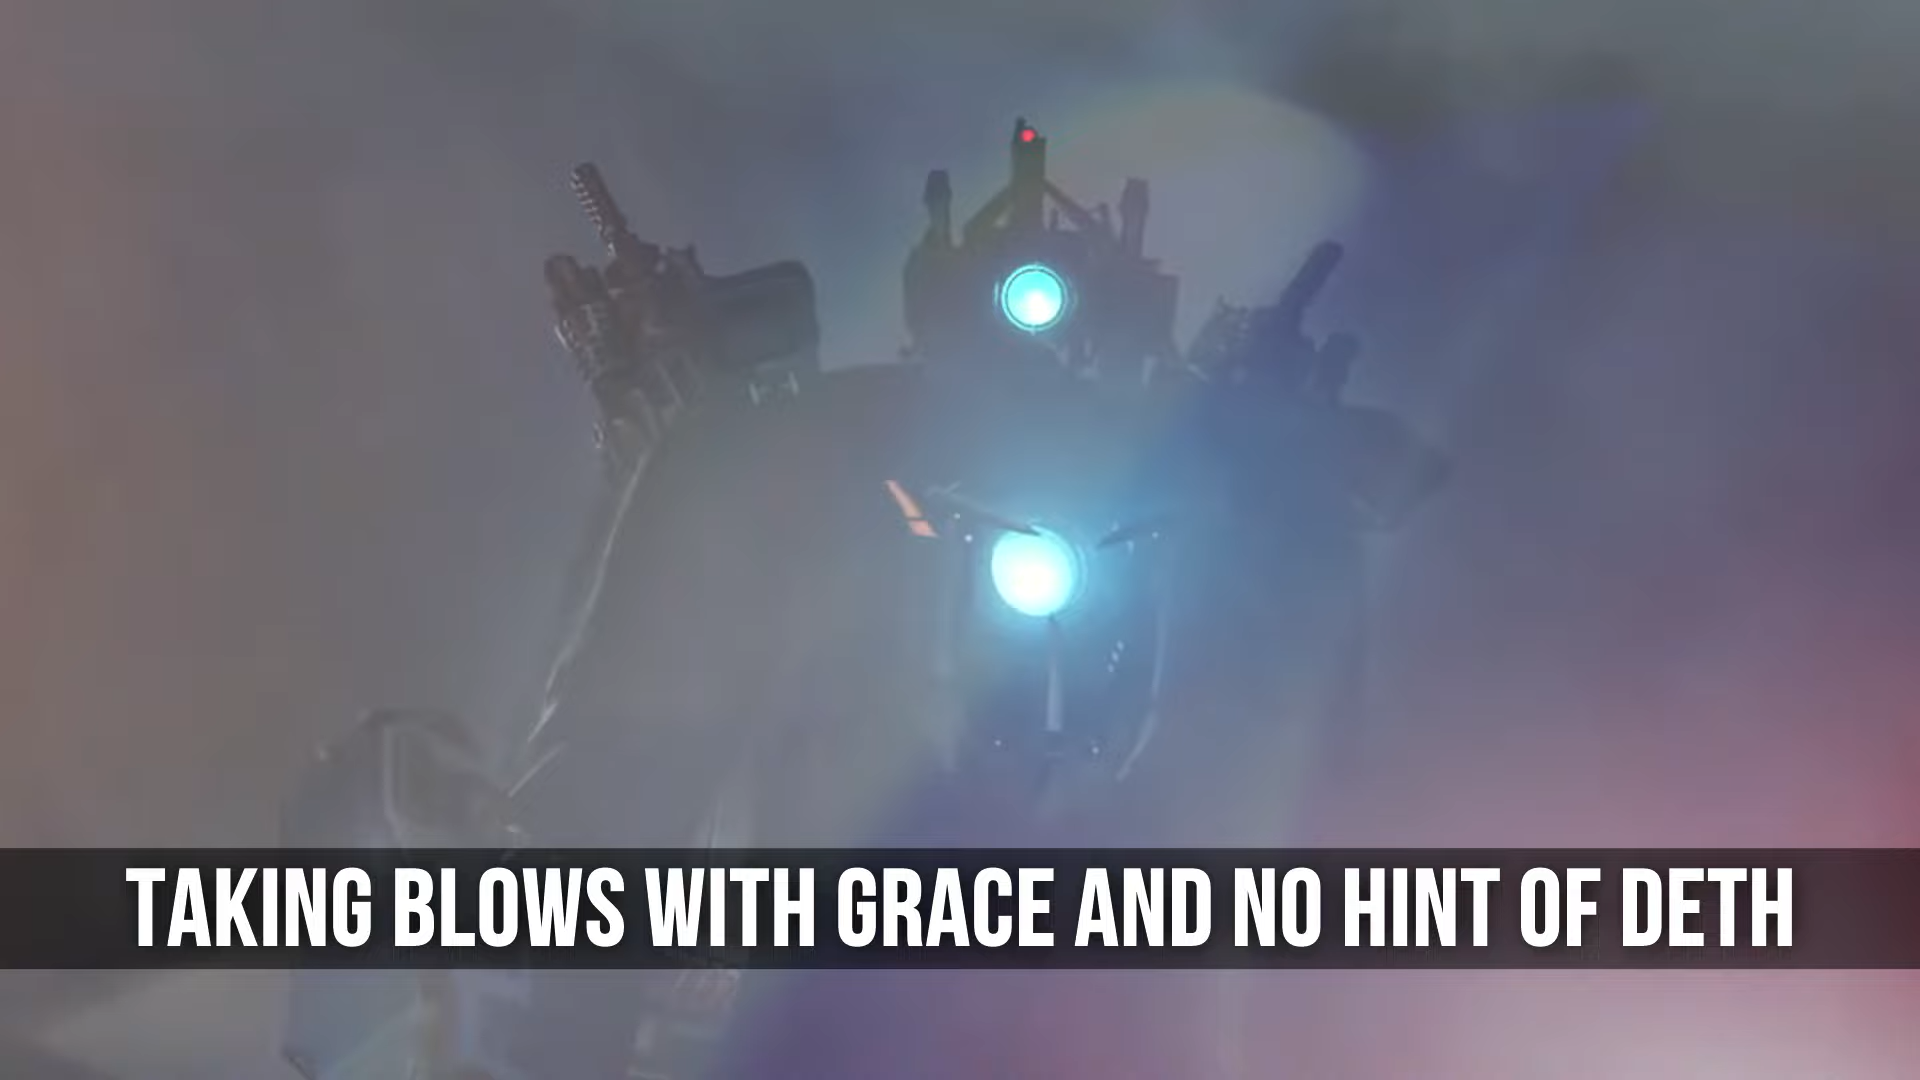 TAKING BLOWS WITH GRACE AND NO HINT OF DETH